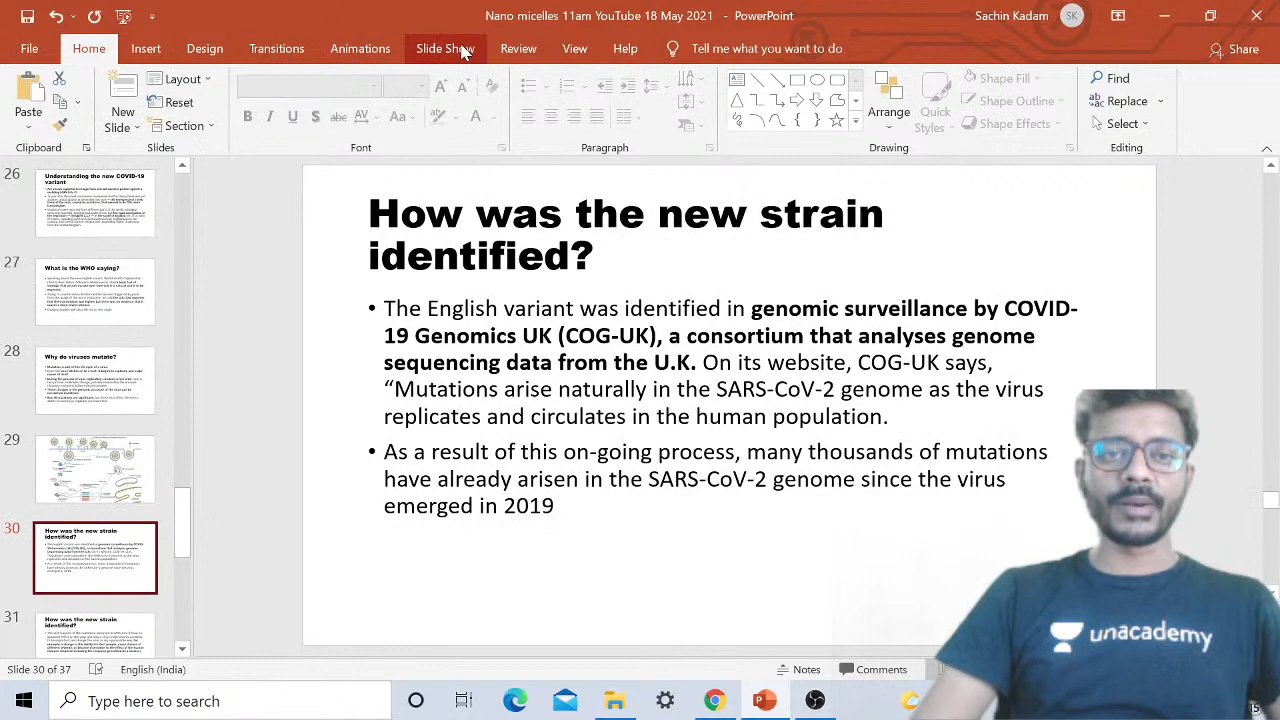 Nano micelles 11am YouTube 18 May 2021 - PowerPoint
Sachin Kadam
SK
File
Home
Insert
Design
Transitions
Animations
Slide Show
Review
View
Help
Tell me what you want to do
Share
Paste
Clipboard
New
Slide
Layout
Reset
Section
Slides
Font
Paragraph
Arrange
Quick
Styles
Shape Fill
Shape Outline
Shape Effects
Drawing
Find
Replace
Select
Editing
26
Understanding the new COVID-19
variant
27
What is the WHO saying?
28
Why do viruses mutate?
29
30
How was the new strain
identified?
31
How was the new strain
identified?
How was the new strain
identified?
• The English variant was identified in genomic surveillance by COVID-
19 Genomics UK (COG-UK), a consortium that analyses genome
sequencing data from the U.K. On its website, COG-UK says,
“Mutations arise naturally in the SARS-CoV-2 genome as the virus
replicates and circulates in the human population.
• As a result of this on-going process, many thousands of mutations
have already arisen in the SARS-CoV-2 genome since the virus
emerged in 2019
unacademy
Slide 30 of 37
English (India)
Notes
Comments
Type here to search